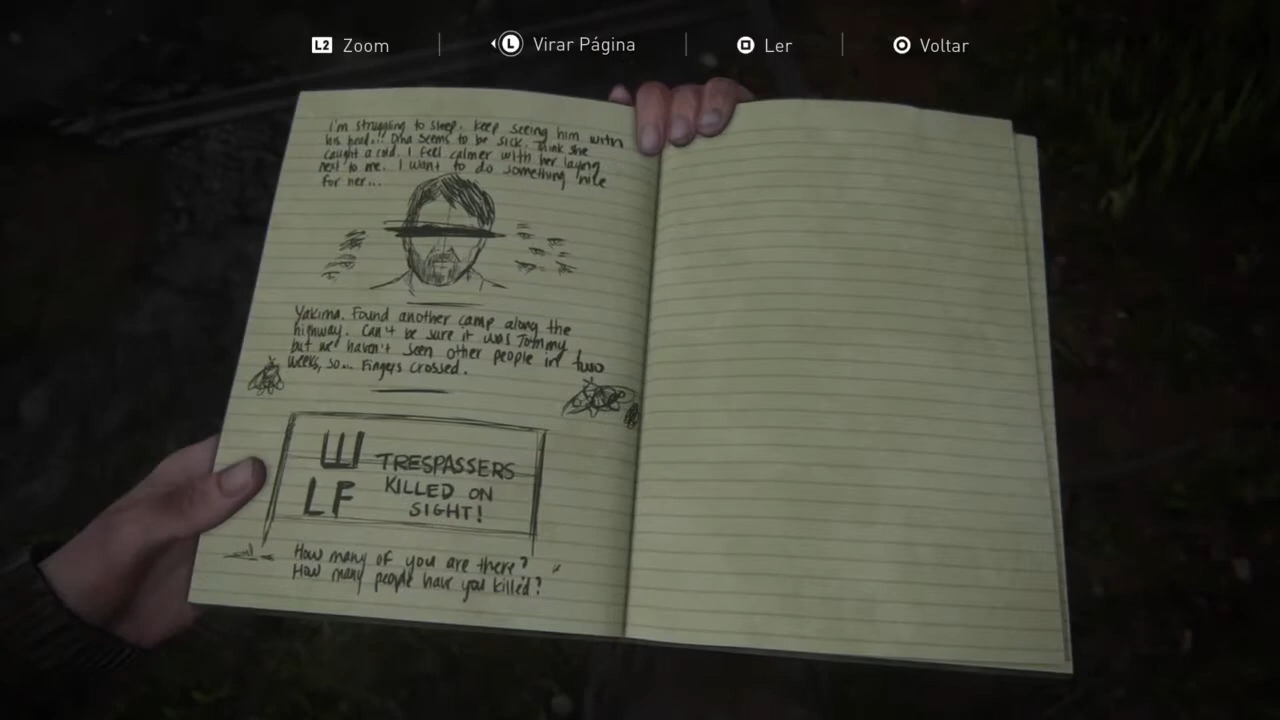 L2 Zoom L Virar Página Ler Voltar
I'm struggling to sleep. Keep seeing him with
his head... Dina seems to be sick. Think she
caught a cold. I feel calmer with her laying
next to me. I want to do something nice
for her...
Yakima. Found another camp along the
highway. Can't be sure it was Tommy
but we haven't seen other people in two
weeks, so... Fingers crossed.
W TRESPASSERS
LF KILLED ON
SIGHT!
How many of you are there?
How many people have you killed?